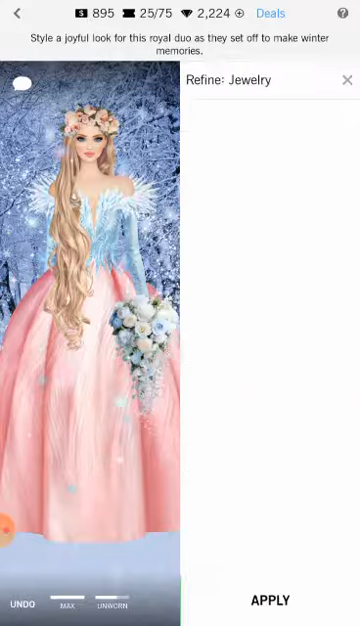 895 25/75 2,224 Deals ?
Style a joyful look for this royal duo as they set off to make winter
memories.
Refine: Jewelry
UNDO MAX UNWORN
APPLY